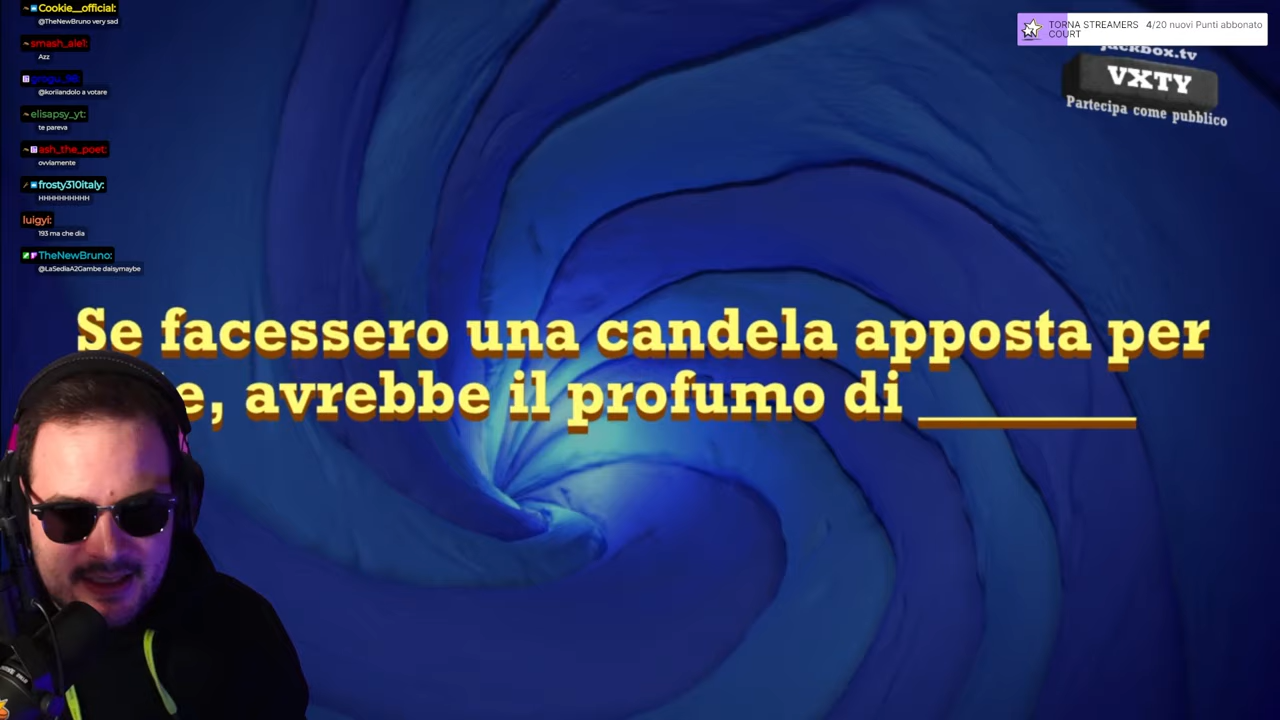 Cookie__official:
@TheNewBruno very sad
smash_ale1:
Azz
@koriiandolo a votare
elisapsy_yt:
te pareva
ash_the_poet:
ovviamente
frosty310italy:
HHHHHHHHHH
luigyi:
193 ma che dia
TheNewBruno:
@LaSediaA2Gambe daisymaybe
TORNA STREAMERS COURT 4/20 nuovi Punti abbonato
jackbox.tv
VXTY
Partecipa come pubblico
Se facessero una candela apposta per
e, avrebbe il profumo di ________